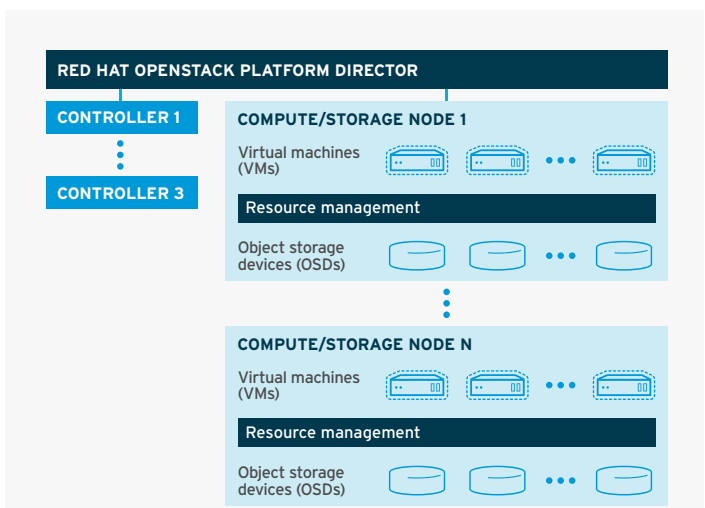 RED HAT OPENSTACK PLATFORM DIRECTOR
CONTROLLER 1
CONTROLLER 3
COMPUTE/STORAGE NODE 1
Virtual machines
(VMs)
Resource management
Object storage
devices (OSDs)
COMPUTE/STORAGE NODE N
Virtual machines
(VMs)
Resource management
Object storage
devices (OSDs)